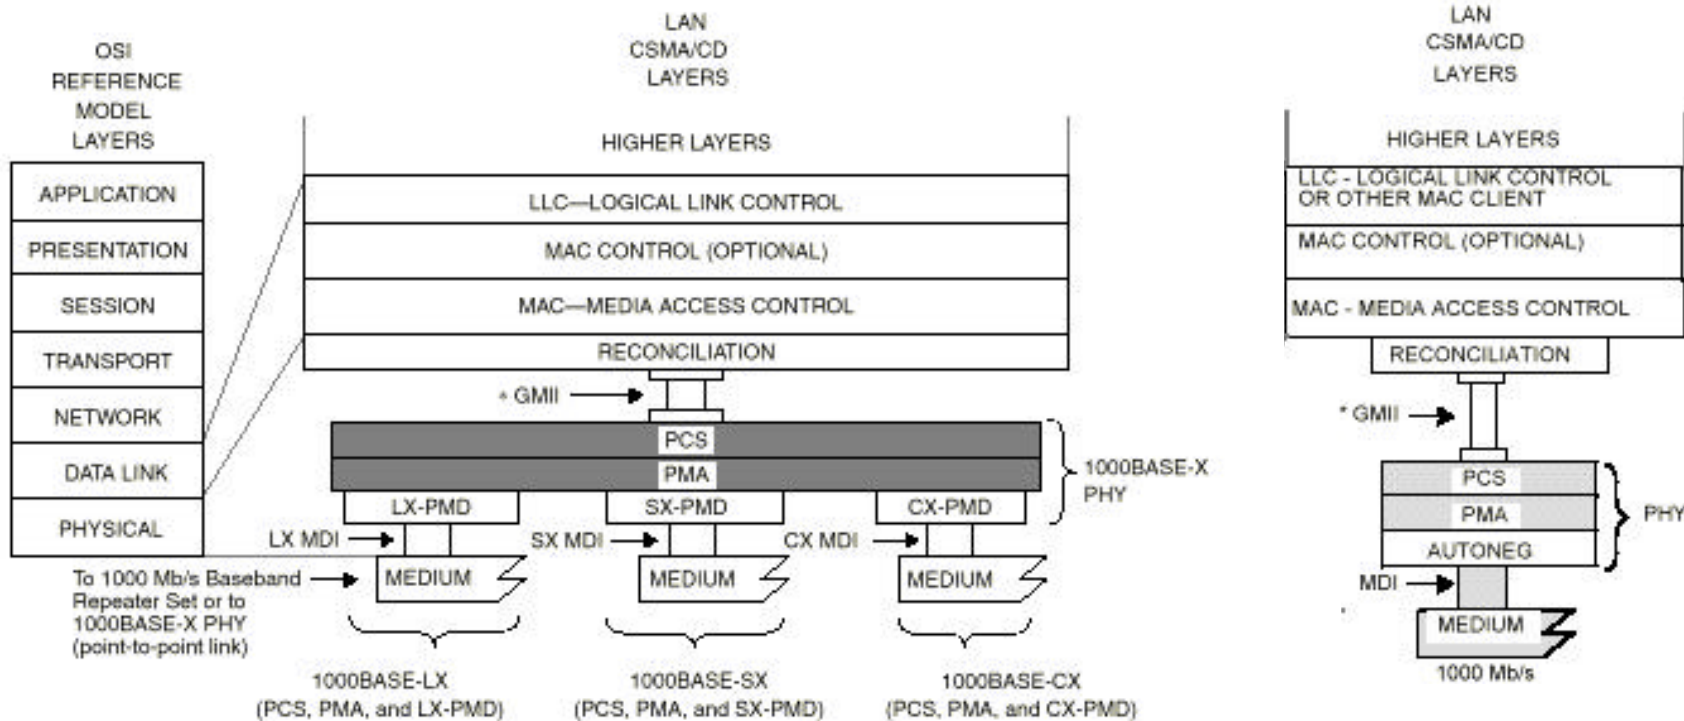 OSI
REFERENCE
MODEL
LAYERS
APPLICATION
PRESENTATION
SESSION
TRANSPORT
NETWORK
DATA LINK
PHYSICAL
LAN
CSMA/CD
LAYERS
HIGHER LAYERS
LLC—LOGICAL LINK CONTROL
MAC CONTROL (OPTIONAL)
MAC—MEDIA ACCESS CONTROL
RECONCILIATION
* GMII
PCS
PMA
1000BASE-X
PHY
LX-PMD
SX-PMD
CX-PMD
LX MDI
SX MDI
CX MDI
MEDIUM
MEDIUM
MEDIUM
To 1000 Mb/s Baseband
Repeater Set or to
1000BASE-X PHY
(point-to-point link)
1000BASE-LX
(PCS, PMA, and LX-PMD)
1000BASE-SX
(PCS, PMA, and SX-PMD)
1000BASE-CX
(PCS, PMA, and CX-PMD)
LAN
CSMA/CD
LAYERS
HIGHER LAYERS
LLC - LOGICAL LINK CONTROL
OR OTHER MAC CLIENT
MAC CONTROL (OPTIONAL)
MAC - MEDIA ACCESS CONTROL
RECONCILIATION
* GMII
PCS
PMA
AUTONEG
PHY
MDI
MEDIUM
1000 Mb/s